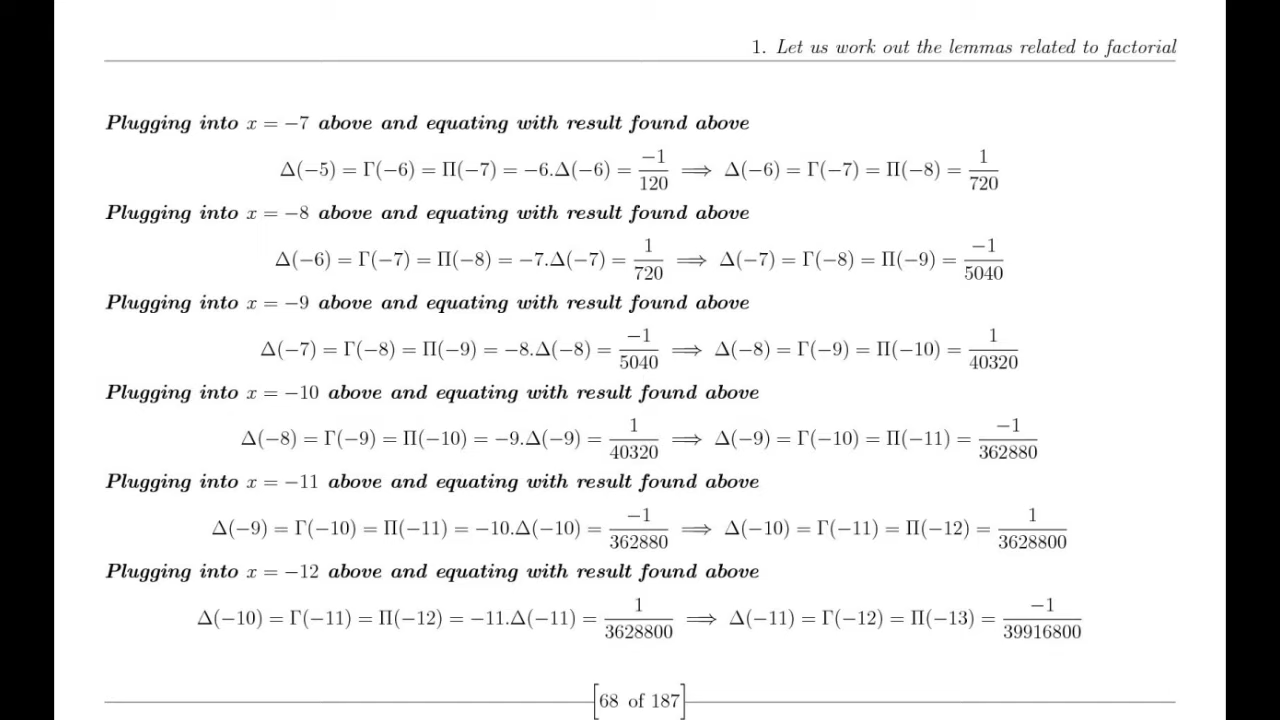 1. Let us work out the lemmas related to factorial
Plugging into x = −7 above and equating with result found above
Δ(−5) = Γ(−6) = Π(−7) = −6.Δ(−6) = −1/120 ⟹ Δ(−6) = Γ(−7) = Π(−8) = 1/720
Plugging into x = −8 above and equating with result found above
Δ(−6) = Γ(−7) = Π(−8) = −7.Δ(−7) = 1/720 ⟹ Δ(−7) = Γ(−8) = Π(−9) = −1/5040
Plugging into x = −9 above and equating with result found above
Δ(−7) = Γ(−8) = Π(−9) = −8.Δ(−8) = −1/5040 ⟹ Δ(−8) = Γ(−9) = Π(−10) = 1/40320
Plugging into x = −10 above and equating with result found above
Δ(−8) = Γ(−9) = Π(−10) = −9.Δ(−9) = 1/40320 ⟹ Δ(−9) = Γ(−10) = Π(−11) = −1/362880
Plugging into x = −11 above and equating with result found above
Δ(−9) = Γ(−10) = Π(−11) = −10.Δ(−10) = −1/362880 ⟹ Δ(−10) = Γ(−11) = Π(−12) = 1/3628800
Plugging into x = −12 above and equating with result found above
Δ(−10) = Γ(−11) = Π(−12) = −11.Δ(−11) = 1/3628800 ⟹ Δ(−11) = Γ(−12) = Π(−13) = −1/39916800
[68 of 187]